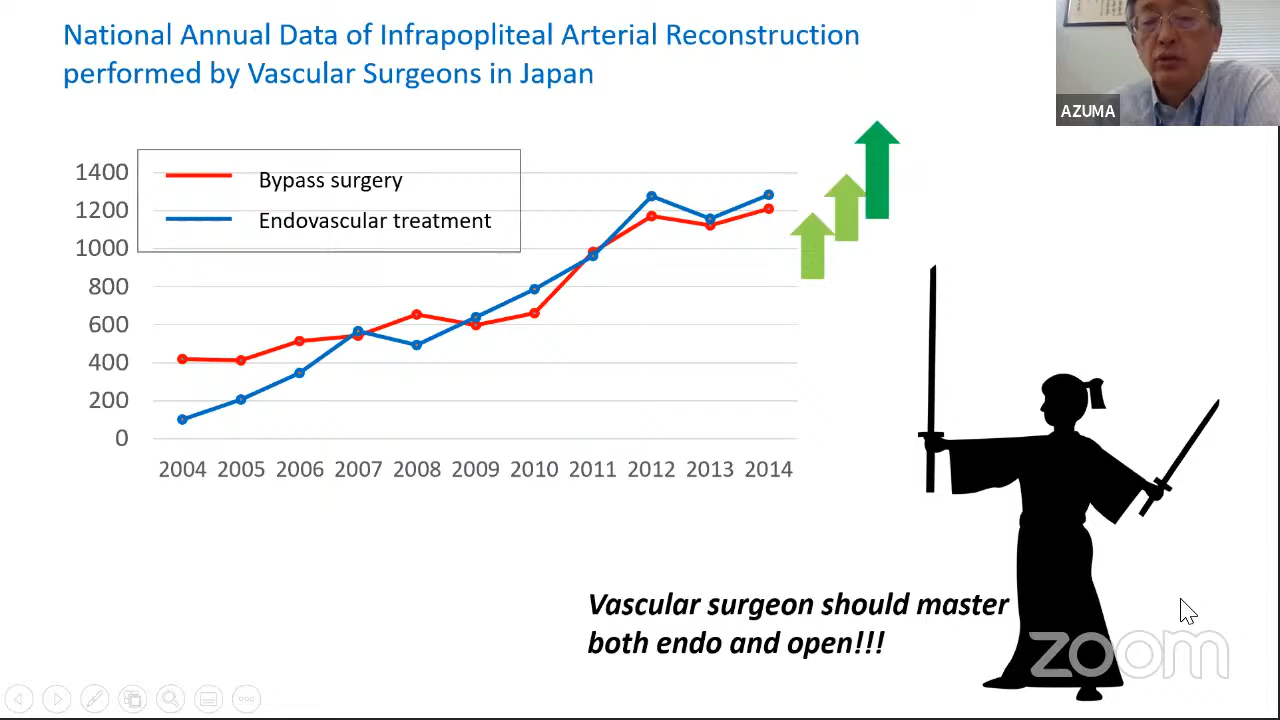 National Annual Data of Infrapopliteal Arterial Reconstruction
performed by Vascular Surgeons in Japan
AZUMA
Bypass surgery
Endovascular treatment
1400
1200
1000
800
600
400
200
0
2004 2005 2006 2007 2008 2009 2010 2011 2012 2013 2014
Vascular surgeon should master
both endo and open!!!
zoom